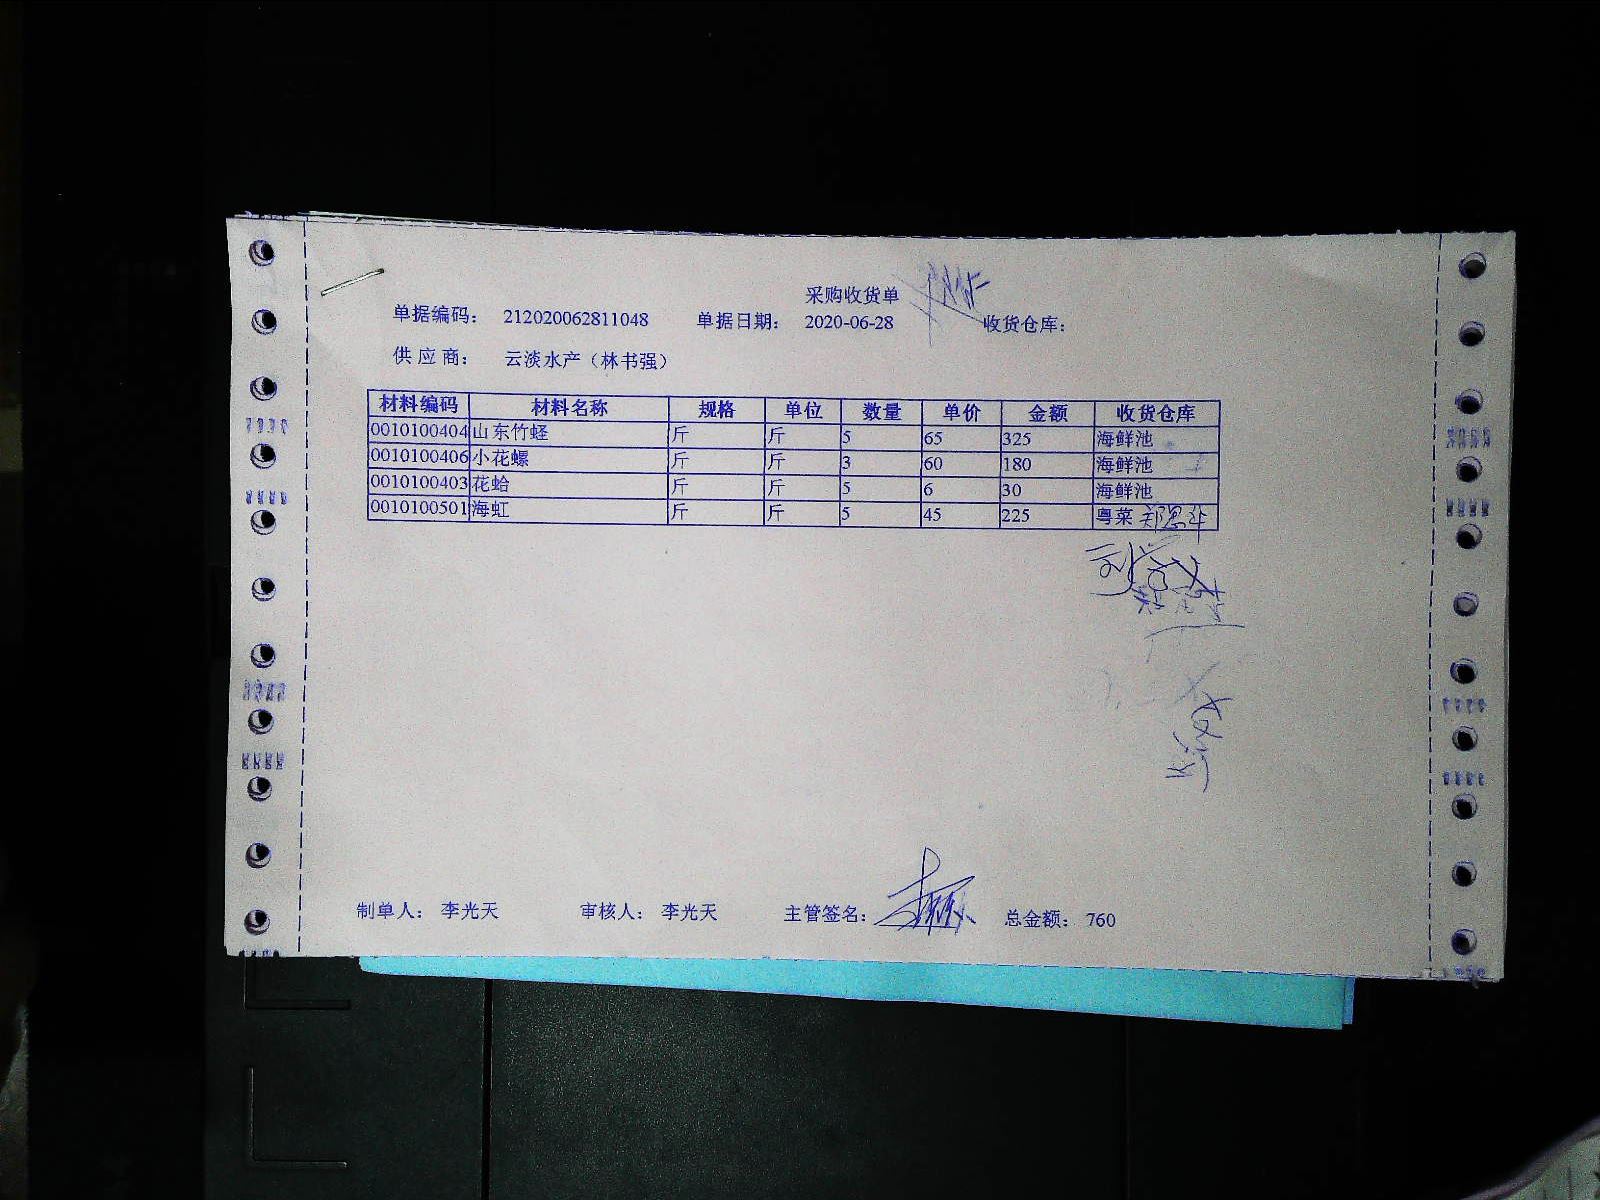 采购收货单
单据编码： 212020062811048 单据日期： 2020-06-28 收货仓库：
供应商： 云淡水产（林书强）
材料编码 材料名称 规格 单位 数量 单价 金额 收货仓库
0010100404 山东竹蛏 斤 斤 5 65 325 海鲜池
0010100406 小花螺 斤 斤 3 60 180 海鲜池
0010100403 花蛤 斤 斤 5 6 30 海鲜池
0010100501 海虹 斤 斤 5 45 225 粤菜
制单人： 李光天 审核人： 李光天 主管签名： 总金额： 760